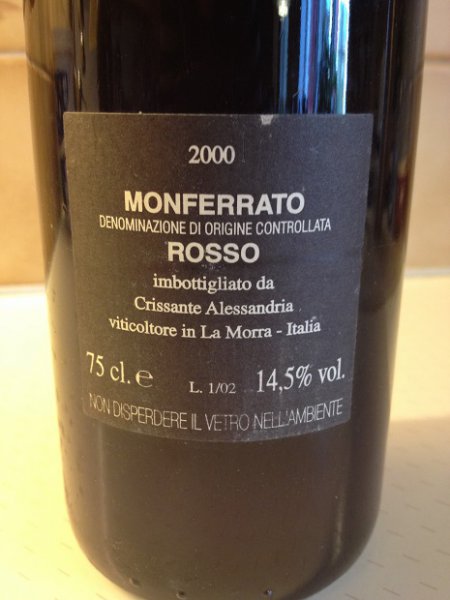 2000
MONFERRATO
DENOMINAZIONE DI ORIGINE CONTROLLATA
ROSSO
imbottigliato da
Crissante Alessandria
viticoltore in La Morra - Italia
75 cl. e L. 1/02 14,5% vol.
NON DISPERDERE IL VETRO NELL'AMBIENTE